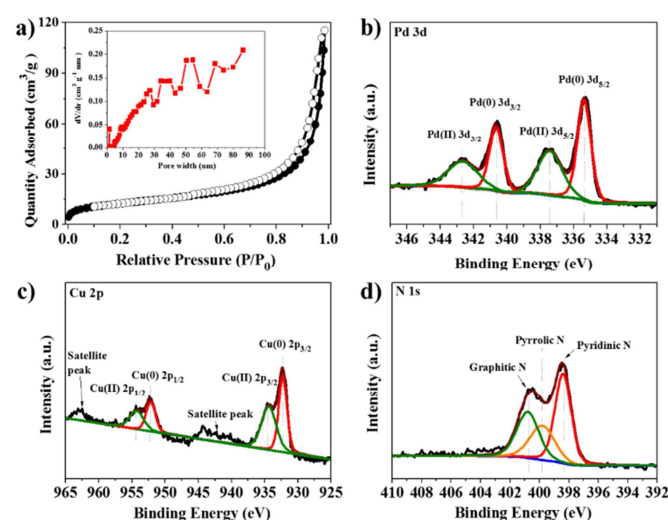 a)
120
90
60
30
0
0.0
0.2
0.4
0.6
0.8
1.0
Quantity Adsorbed (cm³/g)
Relative Pressure (P/P₀)
0.25
0.20
0.15
0.10
0.05
0.00
0 10 20 30 40 50 60 70 80 90 100
dV/dr (cm³ g⁻¹ nm)
Pore width (nm)
b)
Pd 3d
Pd(0) 3d₅/₂
Pd(0) 3d₃/₂
Pd(II) 3d₃/₂
Pd(II) 3d₅/₂
Intensity (a.u.)
346 344 342 340 338 336 334 332
Binding Energy (eV)
c)
Cu 2p
Cu(0) 2p₃/₂
Satellite
peak
Cu(0) 2p₁/₂
Cu(II) 2p₁/₂
Cu(II) 2p₃/₂
Satellite peak
Intensity (a.u.)
965 960 955 950 945 940 935 930 925
Binding Energy (eV)
d)
N 1s
Pyrrolic N
Graphitic N
Pyridinic N
Intensity (a.u.)
410 408 406 404 402 400 398 396 394 392
Binding Energy (eV)